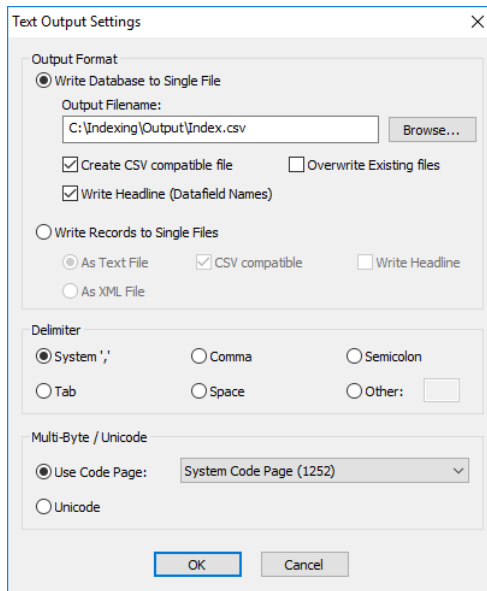 Text Output Settings
Output Format
Write Database to Single File
Output Filename:
C:\Indexing\Output\Index.csv
Browse...
Create CSV compatible file
Overwrite Existing files
Write Headline (Datafield Names)
Write Records to Single Files
As Text File
CSV compatible
Write Headline
As XML File
Delimiter
System ','
Comma
Semicolon
Tab
Space
Other:
Multi-Byte / Unicode
Use Code Page:
System Code Page (1252)
Unicode
OK
Cancel